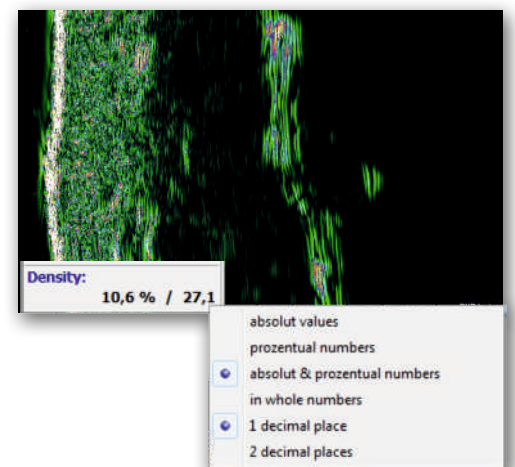 Density:
10,6 % / 27,1
absolut values
prozentual numbers
absolut & prozentual numbers
in whole numbers
1 decimal place
2 decimal places